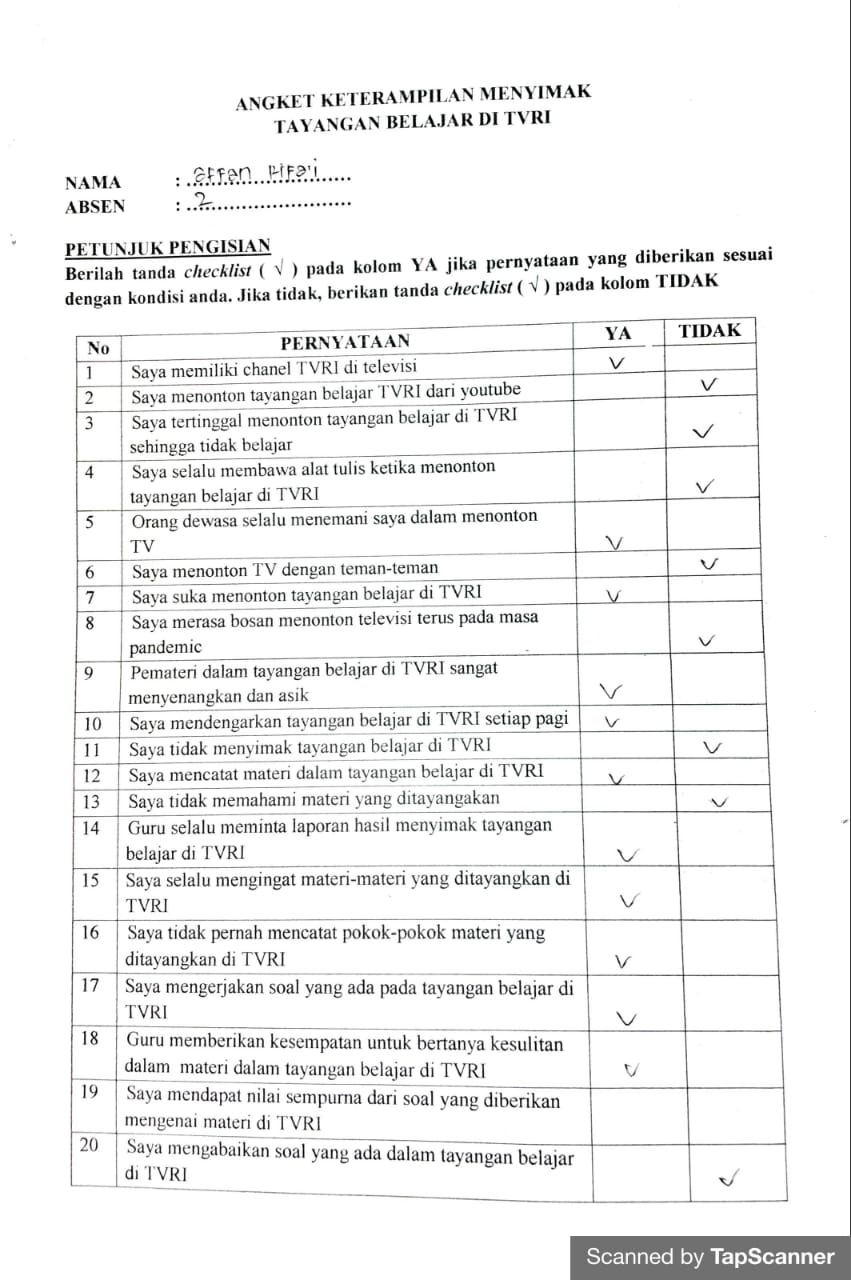 ANGKET KETERAMPILAN MENYIMAK
TAYANGAN BELAJAR DI TVRI
NAMA : affan Rifa'i
ABSEN : 2
PETUNJUK PENGISIAN
Berilah tanda checklist ( √ ) pada kolom YA jika pernyataan yang diberikan sesuai
dengan kondisi anda. Jika tidak, berikan tanda checklist ( √ ) pada kolom TIDAK
No PERNYATAAN YA TIDAK
1 Saya memiliki chanel TVRI di televisi √
2 Saya menonton tayangan belajar TVRI dari youtube √
3 Saya tertinggal menonton tayangan belajar di TVRI
sehingga tidak belajar √
4 Saya selalu membawa alat tulis ketika menonton
tayangan belajar di TVRI √
5 Orang dewasa selalu menemani saya dalam menonton
TV √
6 Saya menonton TV dengan teman-teman √
7 Saya suka menonton tayangan belajar di TVRI √
8 Saya merasa bosan menonton televisi terus pada masa
pandemic √
9 Pemateri dalam tayangan belajar di TVRI sangat
menyenangkan dan asik √
10 Saya mendengarkan tayangan belajar di TVRI setiap pagi √
11 Saya tidak menyimak tayangan belajar di TVRI √
12 Saya mencatat materi dalam tayangan belajar di TVRI √
13 Saya tidak memahami materi yang ditayangakan √
14 Guru selalu meminta laporan hasil menyimak tayangan
belajar di TVRI √
15 Saya selalu mengingat materi-materi yang ditayangkan di
TVRI √
16 Saya tidak pernah mencatat pokok-pokok materi yang
ditayangkan di TVRI √
17 Saya mengerjakan soal yang ada pada tayangan belajar di
TVRI √
18 Guru memberikan kesempatan untuk bertanya kesulitan
dalam materi dalam tayangan belajar di TVRI √
19 Saya mendapat nilai sempurna dari soal yang diberikan
mengenai materi di TVRI
20 Saya mengabaikan soal yang ada dalam tayangan belajar
di TVRI √
Scanned by TapScanner